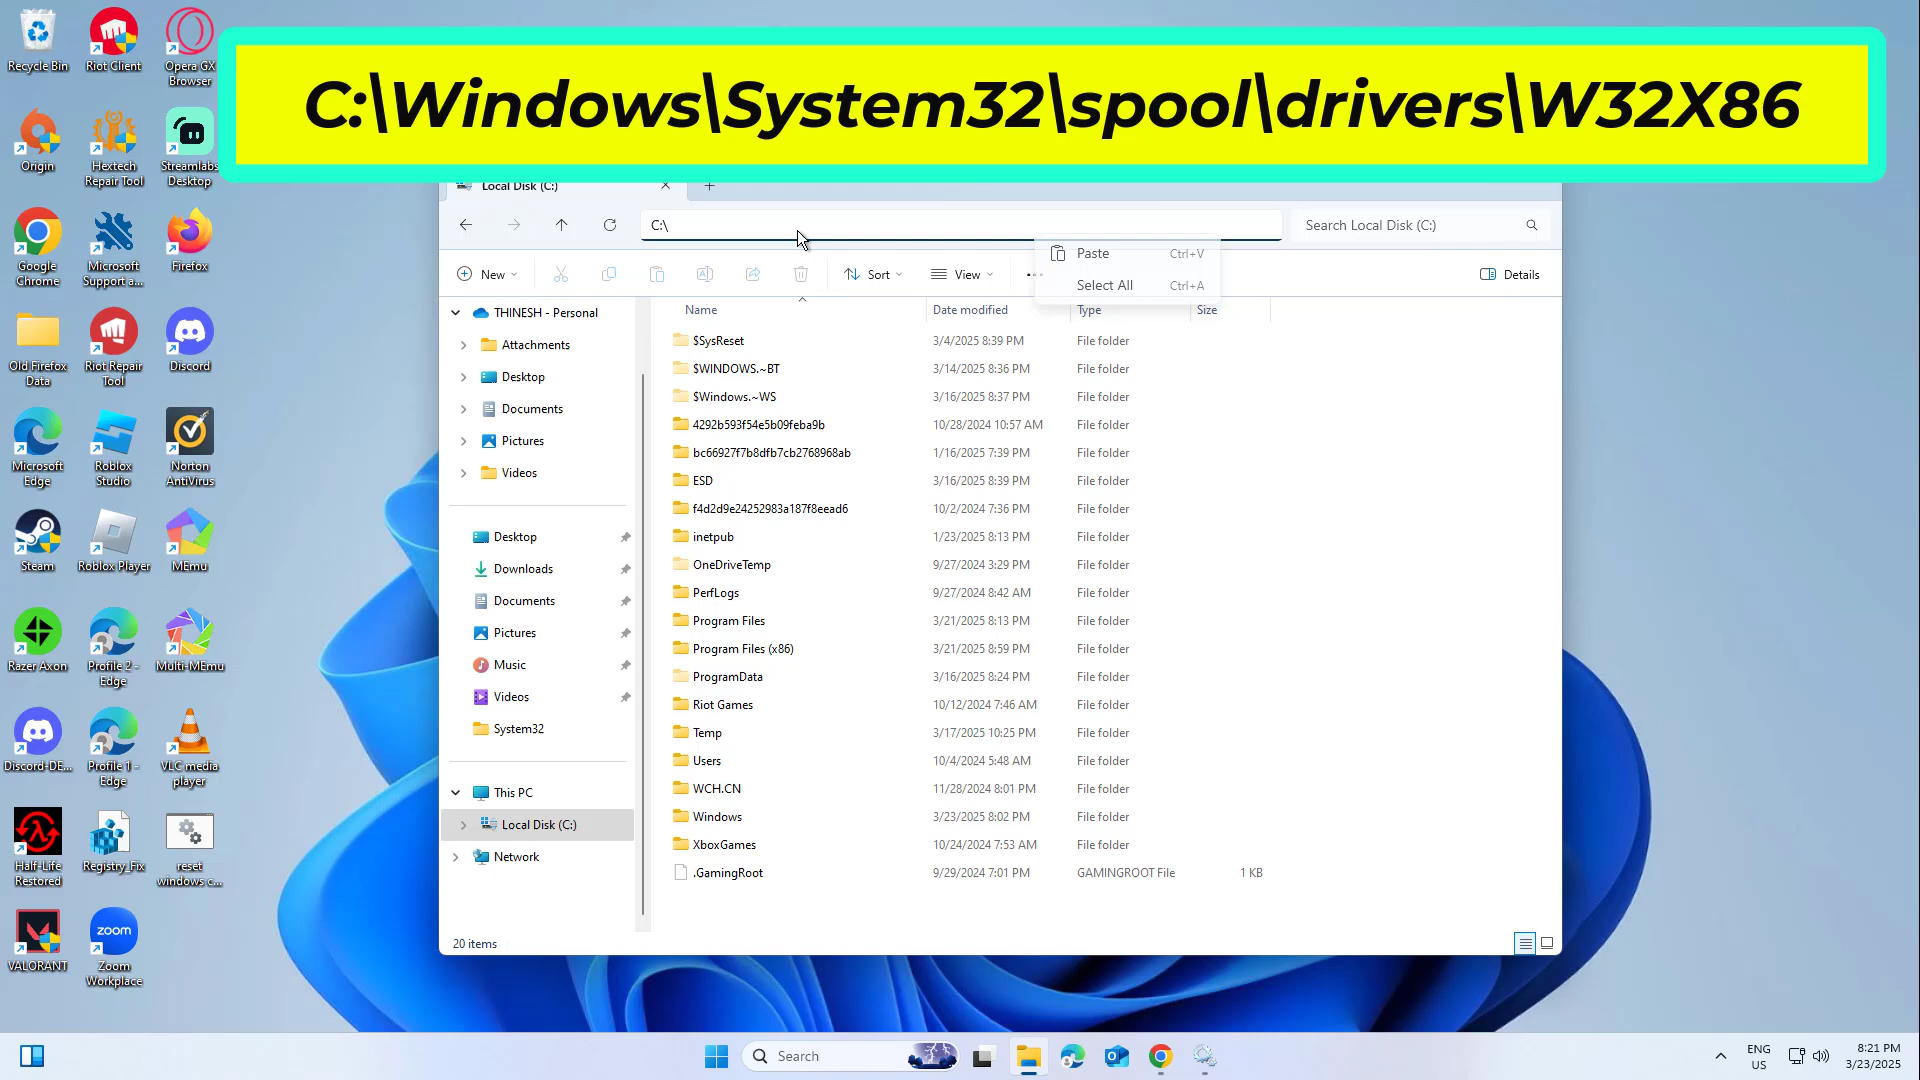 C:\Windows\System32\spool\drivers\W32X86
Recycle Bin
Riot Client
Opera GX
Browser
Origin
Hextech
Repair Tool
Streamlabs
Desktop
Google
Chrome
Microsoft
Support a...
Firefox
Old Firefox
Data
Riot Repair
Tool
Discord
Microsoft
Edge
Roblox
Studio
Norton
AntiVirus
Steam
Roblox Player
MEmu
Razer Axon
Profile 2 -
Edge
Multi-MEmu
Discord-DE...
Profile 1 -
Edge
VLC media
player
Half-Life
Restored
Registry_Fix
reset
windows c...
VALORANT
zoom
Zoom
Workplace
Local Disk (C:)
C:\
Search Local Disk (C:)
New
Sort
View
Details
Paste Ctrl+V
Select All Ctrl+A
THINESH - Personal
Attachments
Desktop
Documents
Pictures
Videos
Desktop
Downloads
Documents
Pictures
Music
Videos
System32
This PC
Local Disk (C:)
Network
Name Date modified Type Size
$SysReset 3/4/2025 8:39 PM File folder
$WINDOWS.~BT 3/14/2025 8:36 PM File folder
$Windows.~WS 3/16/2025 8:37 PM File folder
4292b593f54e5b09feba9b 10/28/2024 10:57 AM File folder
bc66927f7b8dfb7cb2768968ab 1/16/2025 7:39 PM File folder
ESD 3/16/2025 8:39 PM File folder
f4d2d9e24252983a187f8eead6 10/2/2024 7:36 PM File folder
inetpub 1/23/2025 8:13 PM File folder
OneDriveTemp 9/27/2024 3:29 PM File folder
PerfLogs 9/27/2024 8:42 AM File folder
Program Files 3/21/2025 8:13 PM File folder
Program Files (x86) 3/21/2025 8:59 PM File folder
ProgramData 3/16/2025 8:24 PM File folder
Riot Games 10/12/2024 7:46 AM File folder
Temp 3/17/2025 10:25 PM File folder
Users 10/4/2024 5:48 AM File folder
WCH.CN 11/28/2024 8:01 PM File folder
Windows 3/23/2025 8:02 PM File folder
XboxGames 10/24/2024 7:53 AM File folder
.GamingRoot 9/29/2024 7:01 PM GAMINGROOT File 1 KB
20 items
Search
ENG
US
8:21 PM
3/23/2025